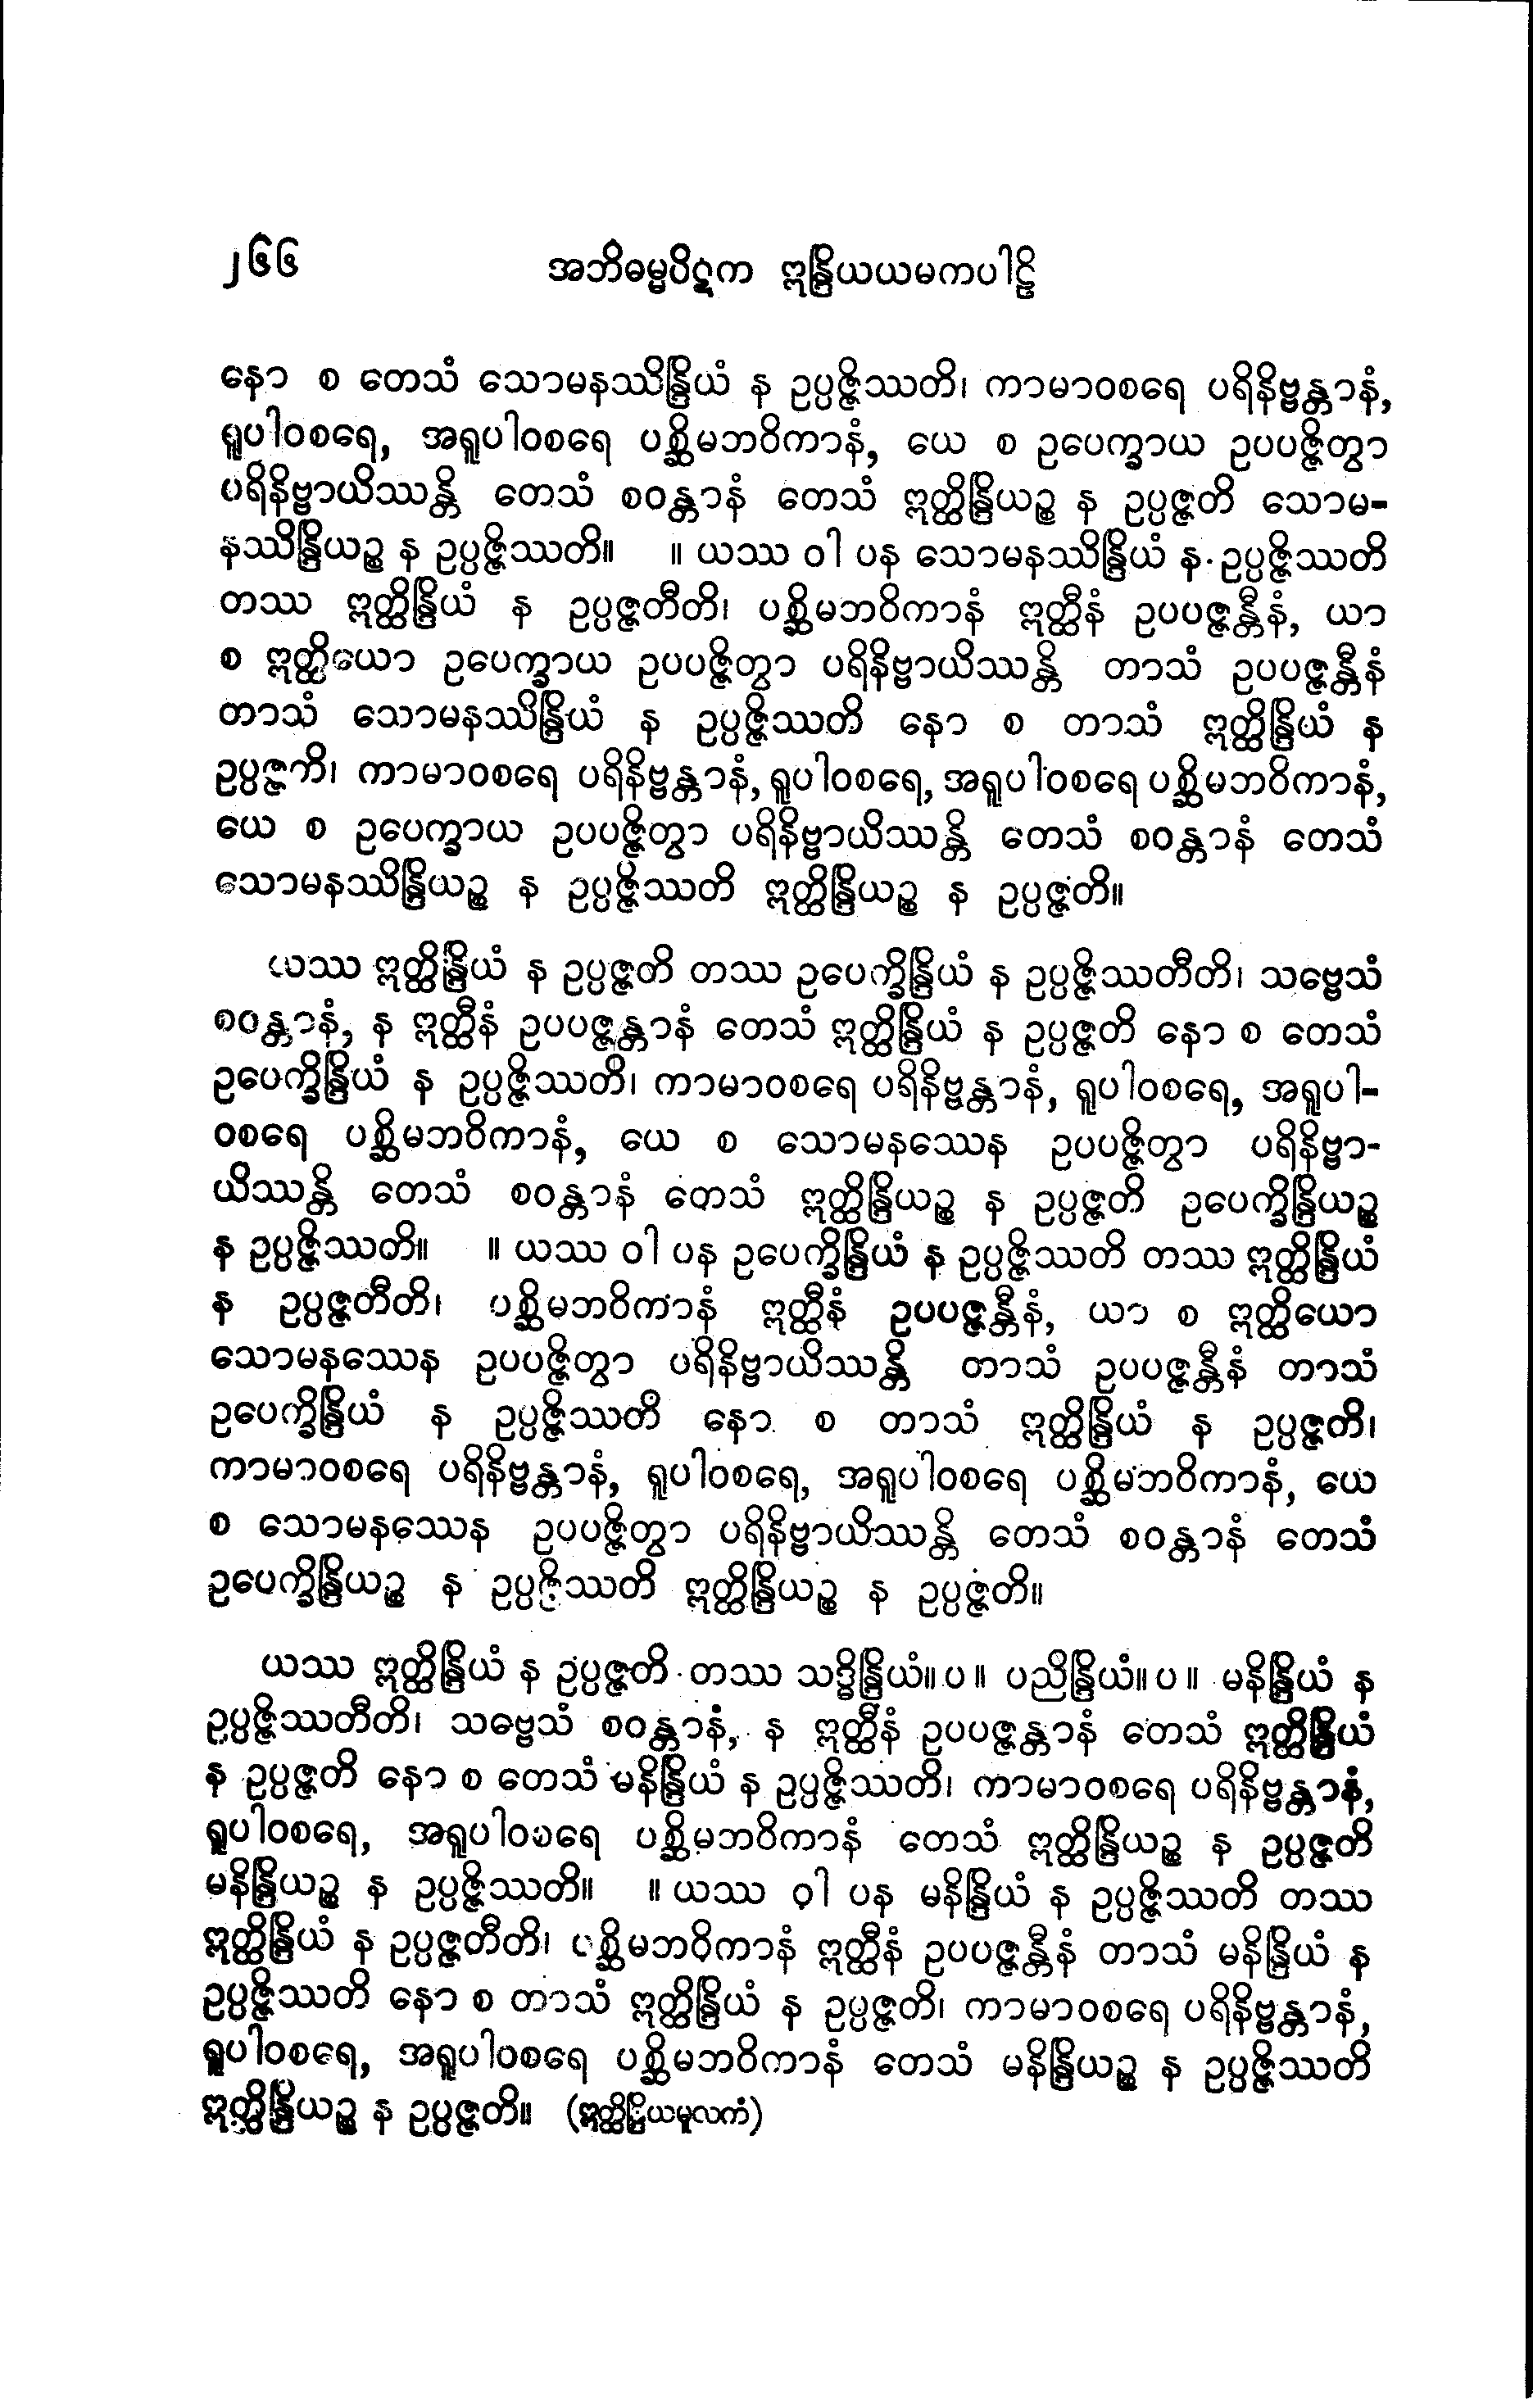 ၂၆၆ အဘိဓမ္မပိဋက ဣန္ဒြိယယမကပါဠိ
နော စ တေသံ သောမနဿိန္ဒြိယံ န ဥပ္ပဇ္ဇိဿတိ၊ ကာမာဝစရေ ပရိနိဗ္ဗန္တာနံ,
ရူပါဝစရေ, အရူပါဝစရေ ပစ္ဆိမဘဝိကာနံ, ယေ စ ဥပေက္ခာယ ဥပပဇ္ဇိတွာ
ပရိနိဗ္ဗာယိဿန္တိ တေသံ စဝန္တာနံ တေသံ ဣတ္ထိန္ဒြိယဉ္စ န ဥပ္ပဇ္ဇတိ သောမ-
နဿိန္ဒြိယဉ္စ န ဥပ္ပဇ္ဇိဿတိ။ ။ ယဿ ဝါ ပန သောမနဿိန္ဒြိယံ န ဥပ္ပဇ္ဇိဿတိ
တဿ ဣတ္ထိန္ဒြိယံ န ဥပ္ပဇ္ဇတီတိ၊ ပစ္ဆိမဘဝိကာနံ ဣတ္ထီနံ ဥပပဇ္ဇန္တီနံ, ယာ
စ ဣတ္ထိယော ဥပေက္ခာယ ဥပပဇ္ဇိတွာ ပရိနိဗ္ဗာယိဿန္တိ တာသံ ဥပပဇ္ဇန္တီနံ
တာသံ သောမနဿိန္ဒြိယံ န ဥပ္ပဇ္ဇိဿတိ နော စ တာသံ ဣတ္ထိန္ဒြိယံ န
ဥပ္ပဇ္ဇတိ၊ ကာမာဝစရေ ပရိနိဗ္ဗန္တာနံ, ရူပါဝစရေ, အရူပါဝစရေ ပစ္ဆိမဘဝိကာနံ,
ယေ စ ဥပေက္ခာယ ဥပပဇ္ဇိတွာ ပရိနိဗ္ဗာယိဿန္တိ တေသံ စဝန္တာနံ တေသံ
သောမနဿိန္ဒြိယဉ္စ န ဥပ္ပဇ္ဇိဿတိ ဣတ္ထိန္ဒြိယဉ္စ န ဥပ္ပဇ္ဇတိ။
ယဿ ဣတ္ထိန္ဒြိယံ န ဥပ္ပဇ္ဇတိ တဿ ဥပေက္ခိန္ဒြိယံ န ဥပ္ပဇ္ဇိဿတီတိ၊ သဗ္ဗေသံ
စဝန္တာနံ, န ဣတ္ထီနံ ဥပပဇ္ဇန္တာနံ တေသံ ဣတ္ထိန္ဒြိယံ န ဥပ္ပဇ္ဇတိ နော စ တေသံ
ဥပေက္ခိန္ဒြိယံ န ဥပ္ပဇ္ဇိဿတိ၊ ကာမာဝစရေ ပရိနိဗ္ဗန္တာနံ, ရူပါဝစရေ, အရူပါ-
ဝစရေ ပစ္ဆိမဘဝိကာနံ, ယေ စ သောမနဿေန ဥပပဇ္ဇိတွာ ပရိနိဗ္ဗာ-
ယိဿန္တိ တေသံ စဝန္တာနံ တေသံ ဣတ္ထိန္ဒြိယဉ္စ န ဥပ္ပဇ္ဇတိ ဥပေက္ခိန္ဒြိယဉ္စ
န ဥပ္ပဇ္ဇိဿတိ။ ။ ယဿ ဝါ ပန ဥပေက္ခိန္ဒြိယံ န ဥပ္ပဇ္ဇိဿတိ တဿ ဣတ္ထိန္ဒြိယံ
န ဥပ္ပဇ္ဇတီတိ၊ ပစ္ဆိမဘဝိကာနံ ဣတ္ထီနံ ဥပပဇ္ဇန္တီနံ, ယာ စ ဣတ္ထိယော
သောမနဿေန ဥပပဇ္ဇိတွာ ပရိနိဗ္ဗာယိဿန္တိ တာသံ ဥပပဇ္ဇန္တီနံ တာသံ
ဥပေက္ခိန္ဒြိယံ န ဥပ္ပဇ္ဇိဿတိ နော စ တာသံ ဣတ္ထိန္ဒြိယံ န ဥပ္ပဇ္ဇတိ၊
ကာမာဝစရေ ပရိနိဗ္ဗန္တာနံ, ရူပါဝစရေ, အရူပါဝစရေ ပစ္ဆိမဘဝိကာနံ, ယေ
စ သောမနဿေန ဥပပဇ္ဇိတွာ ပရိနိဗ္ဗာယိဿန္တိ တေသံ စဝန္တာနံ တေသံ
ဥပေက္ခိန္ဒြိယဉ္စ န ဥပ္ပဇ္ဇိဿတိ ဣတ္ထိန္ဒြိယဉ္စ န ဥပ္ပဇ္ဇတိ။
ယဿ ဣတ္ထိန္ဒြိယံ န ဥပ္ပဇ္ဇတိ တဿ သဒ္ဓိန္ဒြိယံ။ပ။ ပညိန္ဒြိယံ။ပ။ မနိန္ဒြိယံ န
ဥပ္ပဇ္ဇိဿတီတိ၊ သဗ္ဗေသံ စဝန္တာနံ, န ဣတ္ထီနံ ဥပပဇ္ဇန္တာနံ တေသံ ဣတ္ထိန္ဒြိယံ
န ဥပ္ပဇ္ဇတိ နော စ တေသံ မနိန္ဒြိယံ န ဥပ္ပဇ္ဇိဿတိ၊ ကာမာဝစရေ ပရိနိဗ္ဗန္တာနံ,
ရူပါဝစရေ, အရူပါဝစရေ ပစ္ဆိမဘဝိကာနံ တေသံ ဣတ္ထိန္ဒြိယဉ္စ န ဥပ္ပဇ္ဇတိ
မနိန္ဒြိယဉ္စ န ဥပ္ပဇ္ဇိဿတိ။ ။ ယဿ ဝါ ပန မနိန္ဒြိယံ န ဥပ္ပဇ္ဇိဿတိ တဿ
ဣတ္ထိန္ဒြိယံ န ဥပ္ပဇ္ဇတီတိ၊ ပစ္ဆိမဘဝိကာနံ ဣတ္ထီနံ ဥပပဇ္ဇန္တီနံ တာသံ မနိန္ဒြိယံ န
ဥပ္ပဇ္ဇိဿတိ နော စ တာသံ ဣတ္ထိန္ဒြိယံ န ဥပ္ပဇ္ဇတိ၊ ကာမာဝစရေ ပရိနိဗ္ဗန္တာနံ,
ရူပါဝစရေ, အရူပါဝစရေ ပစ္ဆိမဘဝိကာနံ တေသံ မနိန္ဒြိယဉ္စ န ဥပ္ပဇ္ဇိဿတိ
ဣတ္ထိန္ဒြိယဉ္စ န ဥပ္ပဇ္ဇတိ။ (ဣတ္ထိန္ဒြိယမူလကံ)